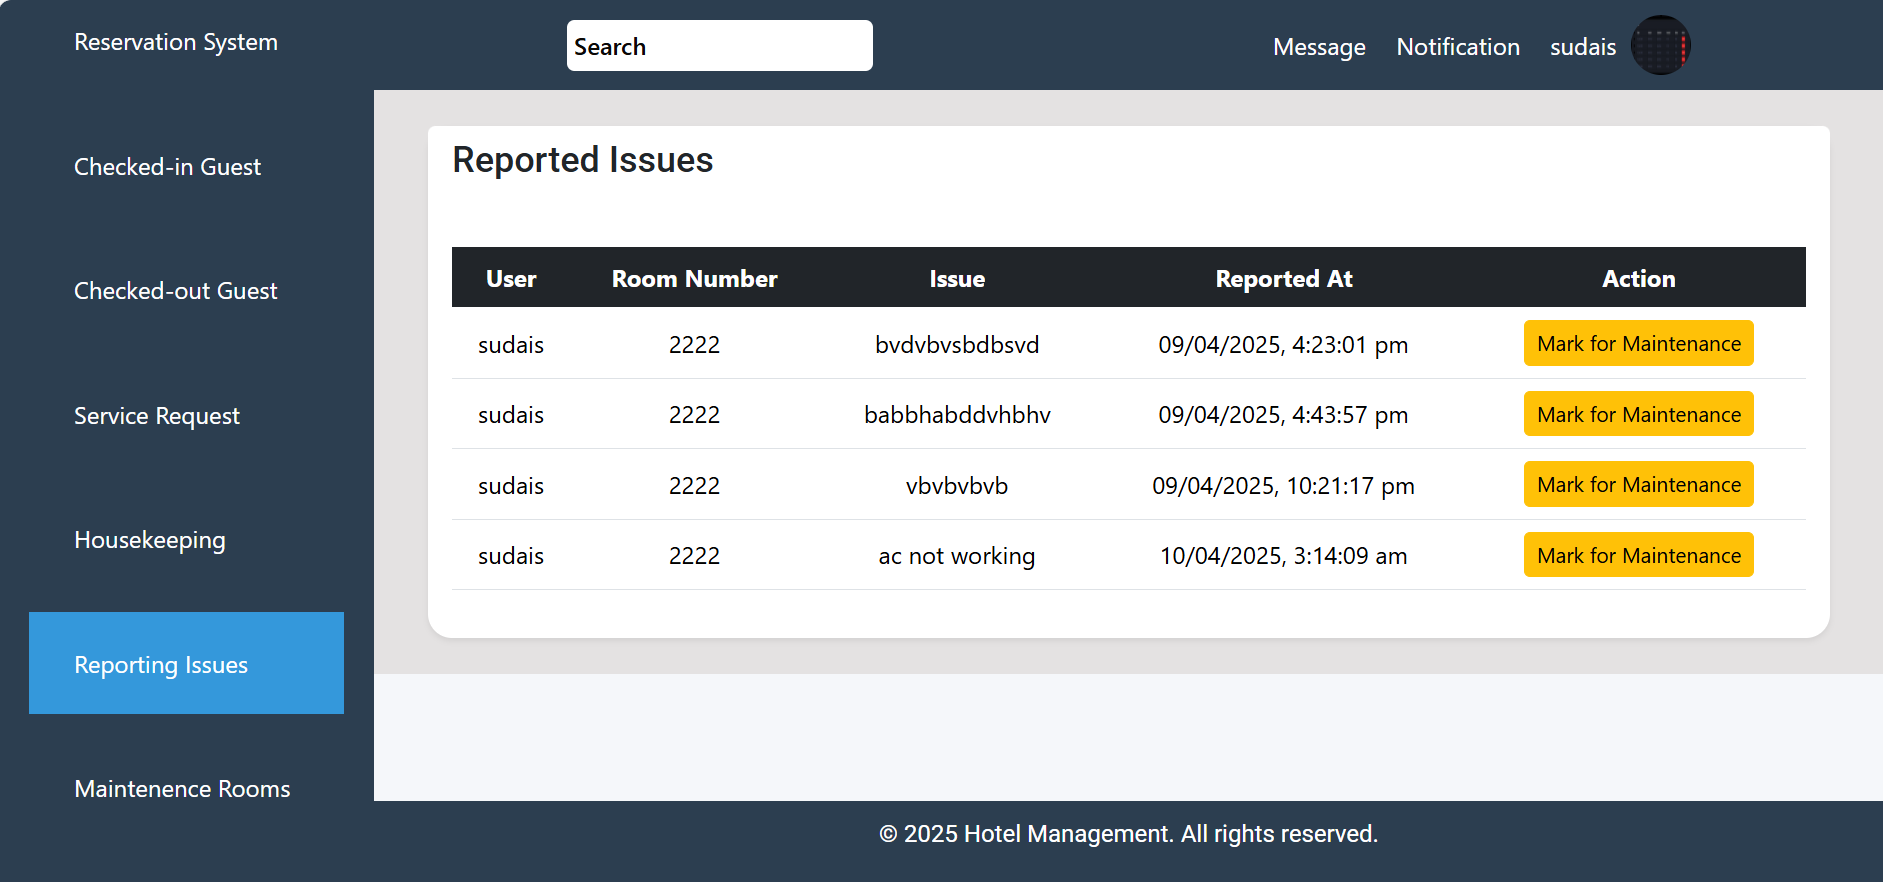 Reservation System
Search
Message Notification sudais
Checked-in Guest
Checked-out Guest
Service Request
Housekeeping
Reporting Issues
Maintenence Rooms
Reported Issues
User Room Number Issue Reported At Action
sudais 2222 bvdvbvsbdbsvd 09/04/2025, 4:23:01 pm Mark for Maintenance
sudais 2222 babbhabddvhbhv 09/04/2025, 4:43:57 pm Mark for Maintenance
sudais 2222 vbvbvbvb 09/04/2025, 10:21:17 pm Mark for Maintenance
sudais 2222 ac not working 10/04/2025, 3:14:09 am Mark for Maintenance
© 2025 Hotel Management. All rights reserved.